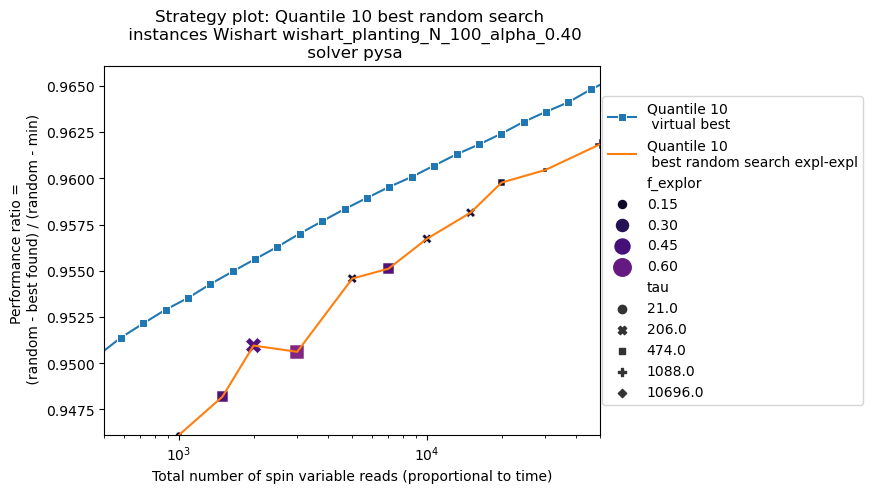 Strategy plot: Quantile 10 best random search
instances Wishart wishart_planting_N_100_alpha_0.40
solver pysa
Performance ratio =
(random - best found) / (random - min)
0.9650
0.9625
0.9600
0.9575
0.9550
0.9525
0.9500
0.9475
10^3
10^4
Total number of spin variable reads (proportional to time)
Quantile 10
virtual best
Quantile 10
best random search expl-expl
f_explor
0.15
0.30
0.45
0.60
tau
21.0
206.0
474.0
1088.0
10696.0